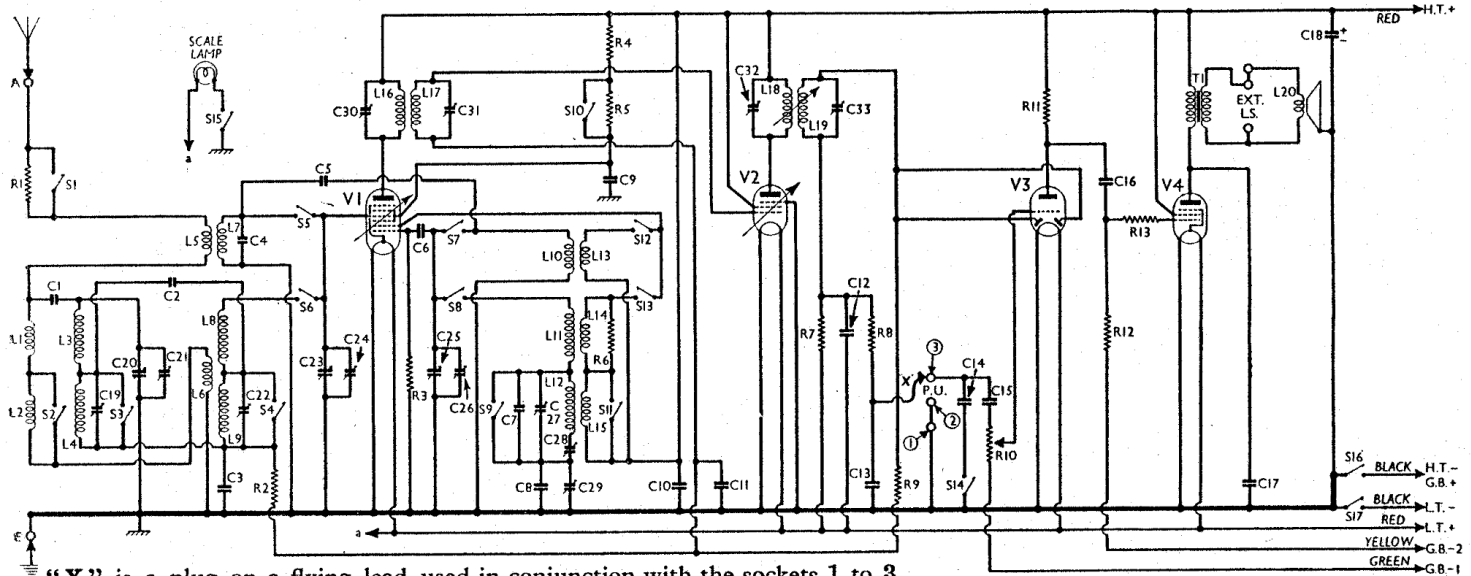 H.T.+
RED
C18
+
−
R4
SCALE
LAMP
S15
a
A
C30
L16
L17
C31
S10
R5
C32
L18
L19
C33
R11
T1
EXT.
L.S.
L20
R1
S1
C5
V1
C9
V2
V3
C16
V4
R13
L5
L7
C4
S5
C6
S7
L10
L13
S12
C1
C2
S6
S8
S13
L1
L3
C20
C21
L8
C23
C24
C25
L11
L14
R6
R7
C12
R8
R12
L2
S2
C19
S3
L6
C22
S4
R3
C26
L12
S9
C7
C
27
S11
L15
C28
X
3
P.U.
2
1
C14
C15
R10
L4
L9
C3
R2
C8
C29
C10
C11
C13
R9
S14
C17
S16
BLACK
H.T.−
G.B.+
S17
BLACK
L.T.−
RED
L.T.+
E
a
YELLOW
G.B.−2
GREEN
G.B.−1
"X" is a plug on a flying lead used in conjunction with the sockets 1 to 3